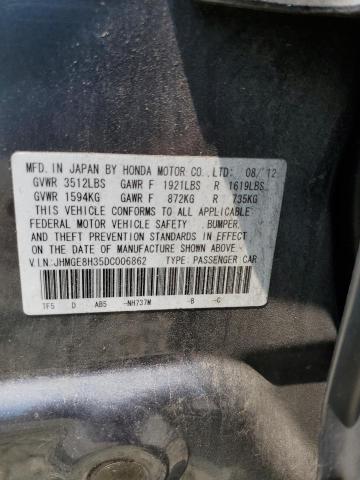 MFD. IN JAPAN BY HONDA MOTOR CO.,LTD: 08/'12
GVWR 3512LBS GAWR F 1921LBS R 1619LBS
GVWR 1594KG GAWR F 872KG R 735KG
THIS VEHICLE CONFORMS TO ALL APPLICABLE
FEDERAL MOTOR VEHICLE SAFETY , BUMPER,
AND THEFT PREVENTION STANDARDS IN EFFECT ON THE
DATE OF MANUFACTURE SHOWN ABOVE.
V.I.N:JHMGE8H35DC006862 TYPE:PASSENGER CAR
TF5 D AB5 -NH737M -B -C